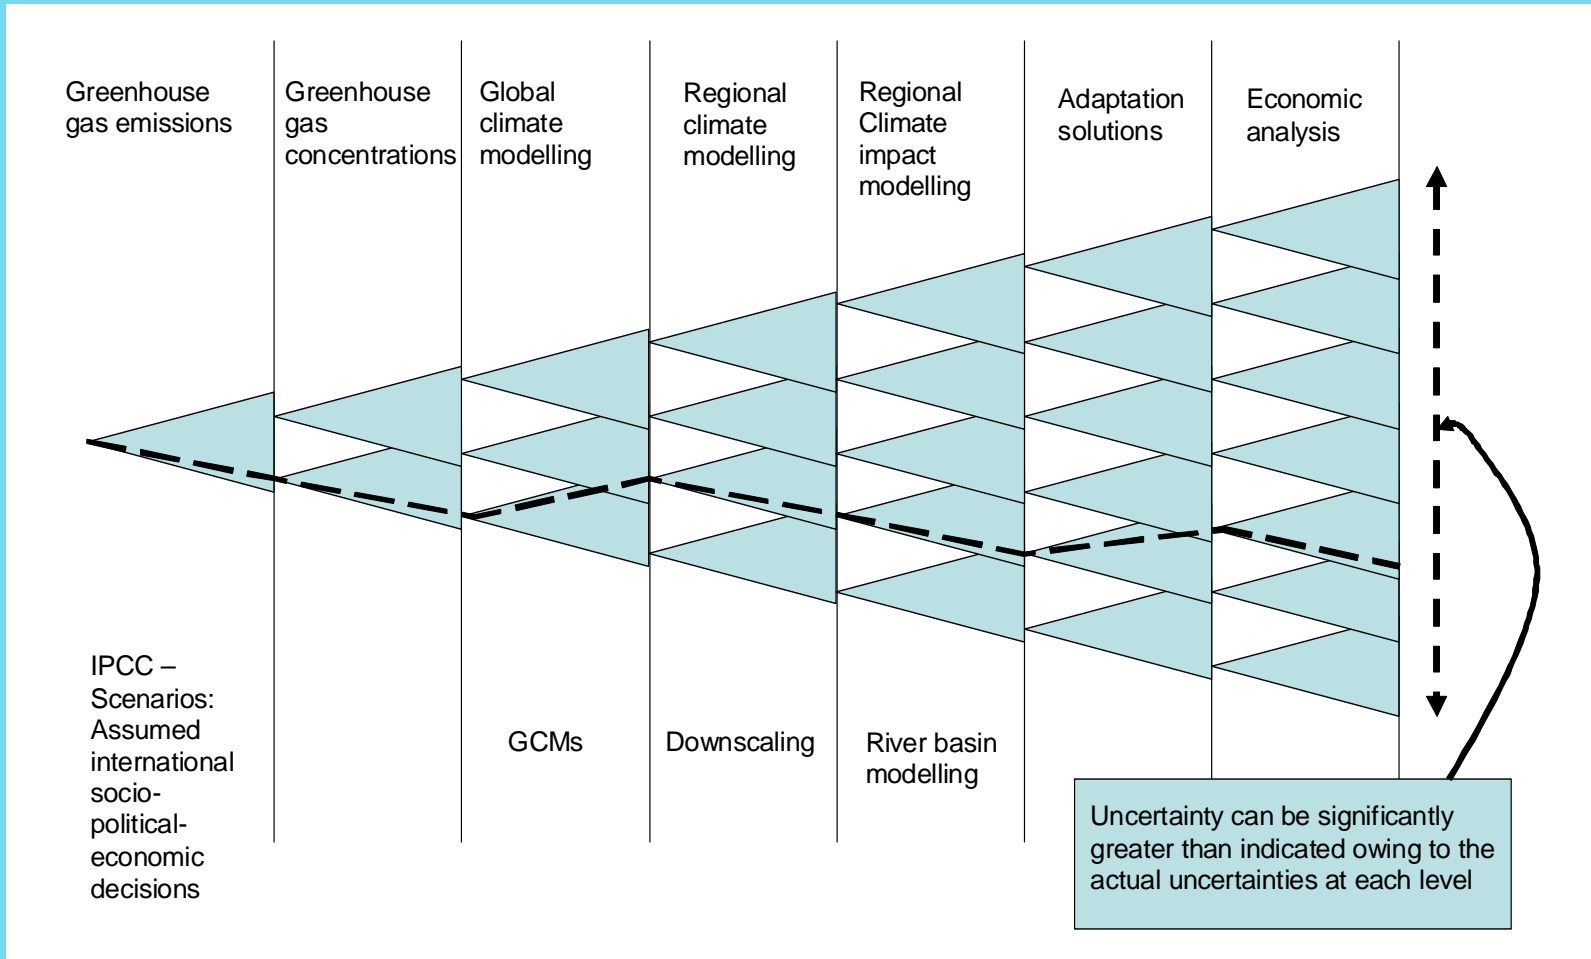 Greenhouse
gas emissions
Greenhouse
gas
concentrations
Global
climate
modelling
Regional
climate
modelling
Regional
Climate
impact
modelling
Adaptation
solutions
Economic
analysis
IPCC –
Scenarios:
Assumed
international
socio-
political-
economic
decisions
GCMs
Downscaling
River basin
modelling
Uncertainty can be significantly
greater than indicated owing to the
actual uncertainties at each level